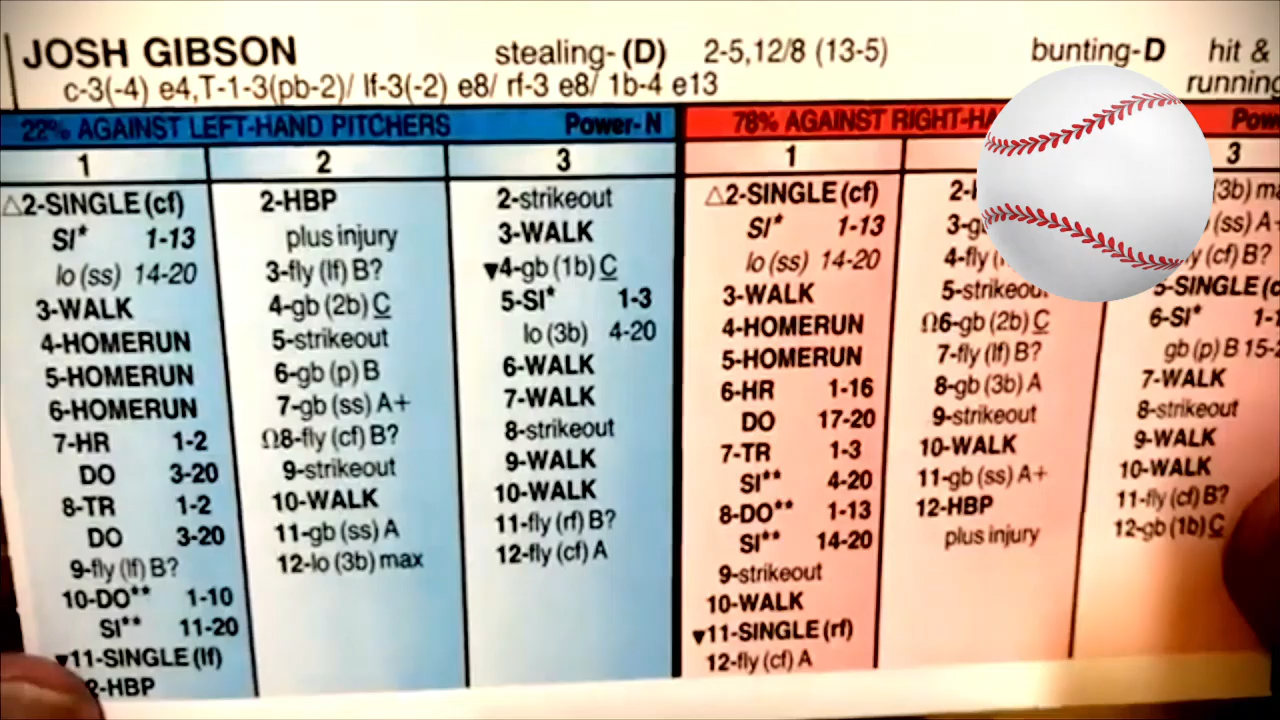 JOSH GIBSON stealing- (D) 2-5,12/8 (13-5) bunting-D hit &
c-3(-4) e4,T-1-3(pb-2)/ lf-3(-2) e8/ rf-3 e8/ 1b-4 e13 running
22% AGAINST LEFT-HAND PITCHERS Power-N
1 2 3
△2-SINGLE (cf)
SI* 1-13
lo (ss) 14-20
3-WALK
4-HOMERUN
5-HOMERUN
6-HOMERUN
7-HR 1-2
DO 3-20
8-TR 1-2
DO 3-20
9-fly (lf) B?
10-DO** 1-10
SI** 11-20
▼11-SINGLE (lf)
2-HBP
2-HBP
plus injury
3-fly (lf) B?
4-gb (2b) C
5-strikeout
6-gb (p) B
7-gb (ss) A+
Ω8-fly (cf) B?
9-strikeout
10-WALK
11-gb (ss) A
12-lo (3b) max
2-strikeout
3-WALK
▼4-gb (1b) C
5-SI* 1-3
lo (3b) 4-20
6-WALK
7-WALK
8-strikeout
9-WALK
10-WALK
11-fly (rf) B?
12-fly (cf) A
78% AGAINST RIGHT-HA
1 3
△2-SINGLE (cf)
SI* 1-13
lo (ss) 14-20
3-WALK
4-HOMERUN
5-HOMERUN
6-HR 1-16
DO 17-20
7-TR 1-3
SI** 4-20
8-DO** 1-13
SI** 14-20
9-strikeout
10-WALK
▼11-SINGLE (rf)
12-fly (cf) A
4-fly
5-strikeout
Ω6-gb (2b) C
7-fly (lf) B?
8-gb (3b) A
9-strikeout
10-WALK
11-gb (ss) A+
12-HBP
plus injury
(3b) ma
(ss) A+
(cf) B?
5-SINGLE (c
6-SI* 1-1
gb (p) B 15-2
7-WALK
8-strikeout
9-WALK
10-WALK
11-fly (cf) B?
12-gb (1b) C